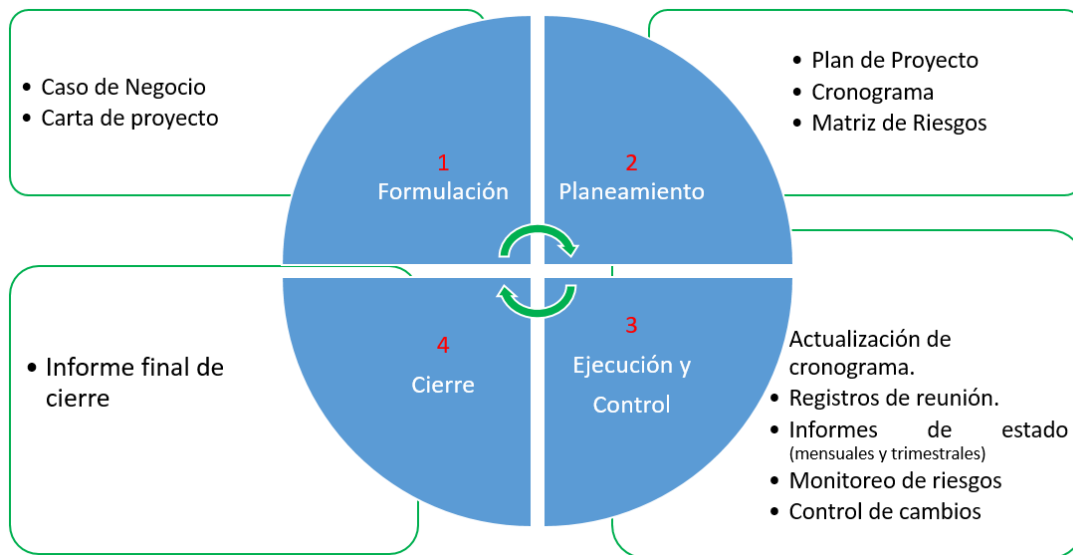 • Caso de Negocio
• Carta de proyecto
1
Formulación
2
Planeamiento
• Plan de Proyecto
• Cronograma
• Matriz de Riesgos
• Informe final de
cierre
4
Cierre
3
Ejecución y
Control
Actualización de
cronograma.
• Registros de reunión.
• Informes de estado
(mensuales y trimestrales)
• Monitoreo de riesgos
• Control de cambios